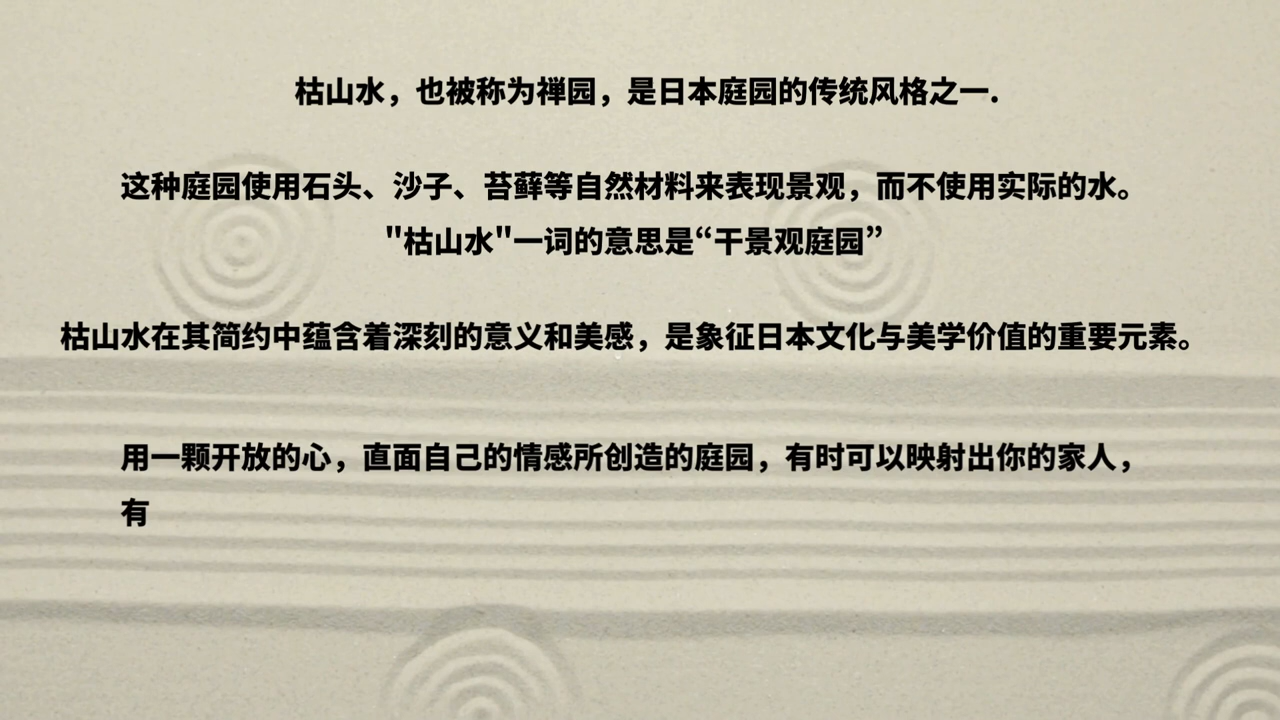 枯山水，也被称为禅园，是日本庭园的传统风格之一.
这种庭园使用石头、沙子、苔藓等自然材料来表现景观，而不使用实际的水。
"枯山水"一词的意思是“干景观庭园”
枯山水在其简约中蕴含着深刻的意义和美感，是象征日本文化与美学价值的重要元素。
用一颗开放的心，直面自己的情感所创造的庭园，有时可以映射出你的家人，
有